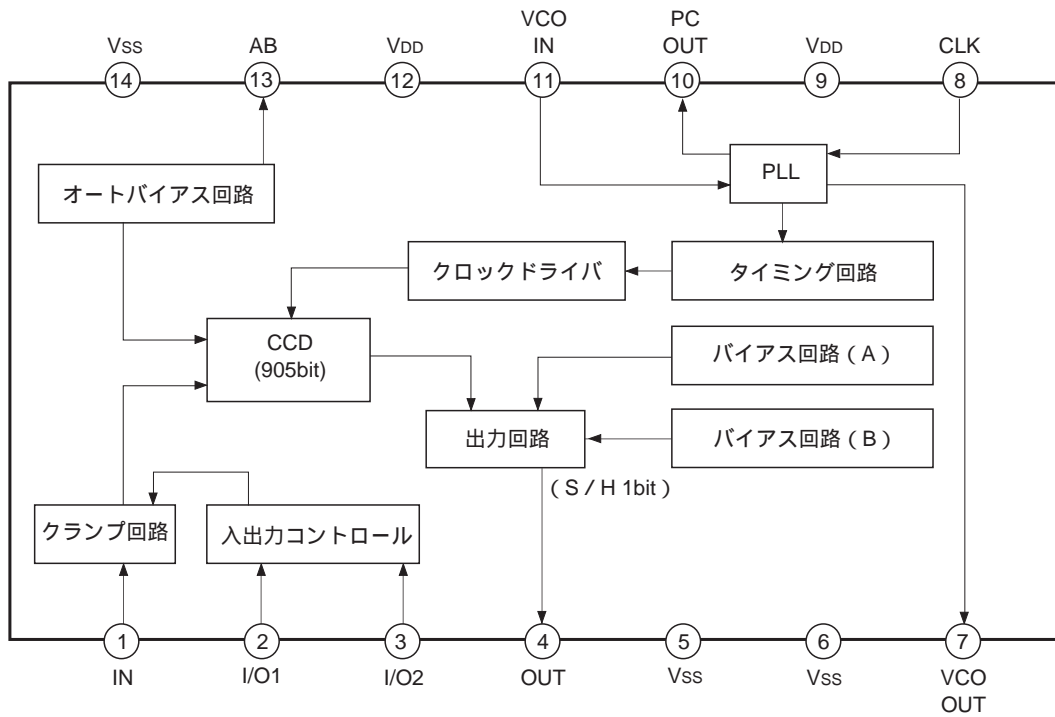 VSS
AB
VDD
VCO
IN
PC
OUT
VDD
CLK
14
13
12
11
10
9
8
オートバイアス回路
PLL
クロックドライバ
タイミング回路
CCD
(905bit)
バイアス回路(A)
出力回路
バイアス回路(B)
(S/H 1bit)
クランプ回路
入出力コントロール
1
2
3
4
5
6
7
IN
I/O1
I/O2
OUT
VSS
VSS
VCO
OUT